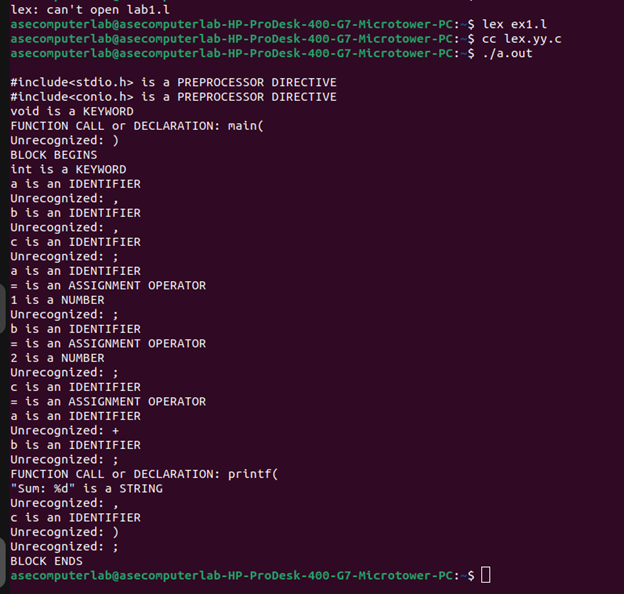 lex: can't open lab1.l
asecomputerlab@asecomputerlab-HP-ProDesk-400-G7-Microtower-PC:~$ lex ex1.l
asecomputerlab@asecomputerlab-HP-ProDesk-400-G7-Microtower-PC:~$ cc lex.yy.c
asecomputerlab@asecomputerlab-HP-ProDesk-400-G7-Microtower-PC:~$ ./a.out
#include<stdio.h> is a PREPROCESSOR DIRECTIVE
#include<conio.h> is a PREPROCESSOR DIRECTIVE
void is a KEYWORD
FUNCTION CALL or DECLARATION: main(
Unrecognized: )
BLOCK BEGINS
int is a KEYWORD
a is an IDENTIFIER
Unrecognized: ,
b is an IDENTIFIER
Unrecognized: ,
c is an IDENTIFIER
Unrecognized: ;
a is an IDENTIFIER
= is an ASSIGNMENT OPERATOR
1 is a NUMBER
Unrecognized: ;
b is an IDENTIFIER
= is an ASSIGNMENT OPERATOR
2 is a NUMBER
Unrecognized: ;
c is an IDENTIFIER
= is an ASSIGNMENT OPERATOR
a is an IDENTIFIER
Unrecognized: +
b is an IDENTIFIER
Unrecognized: ;
FUNCTION CALL or DECLARATION: printf(
"Sum: %d" is a STRING
Unrecognized: ,
c is an IDENTIFIER
Unrecognized: )
Unrecognized: ;
BLOCK ENDS
asecomputerlab@asecomputerlab-HP-ProDesk-400-G7-Microtower-PC:~$